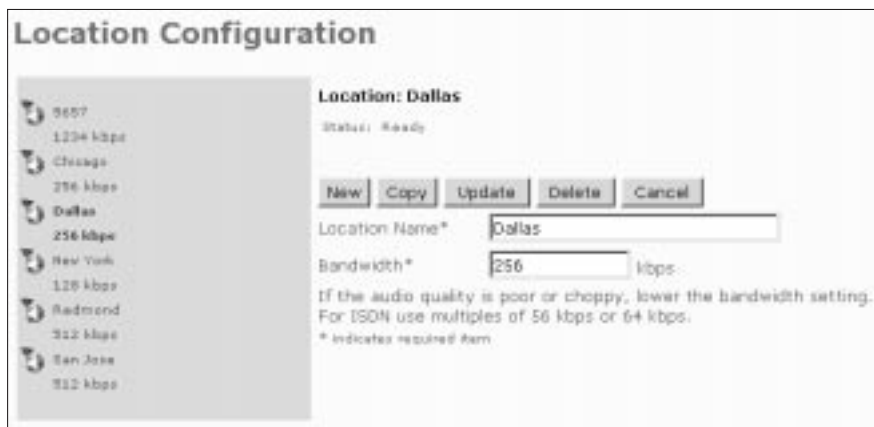 Location Configuration
5657
1234 kbps
Chicago
256 kbps
Dallas
256 kbps
New York
128 kbps
Redmond
512 kbps
San Jose
512 kbps
Location: Dallas
Status: Ready
New Copy Update Delete Cancel
Location Name* Dallas
Bandwidth* 256 kbps
If the audio quality is poor or choppy, lower the bandwidth setting.
For ISDN use multiples of 56 kbps or 64 kbps.
* indicates required item